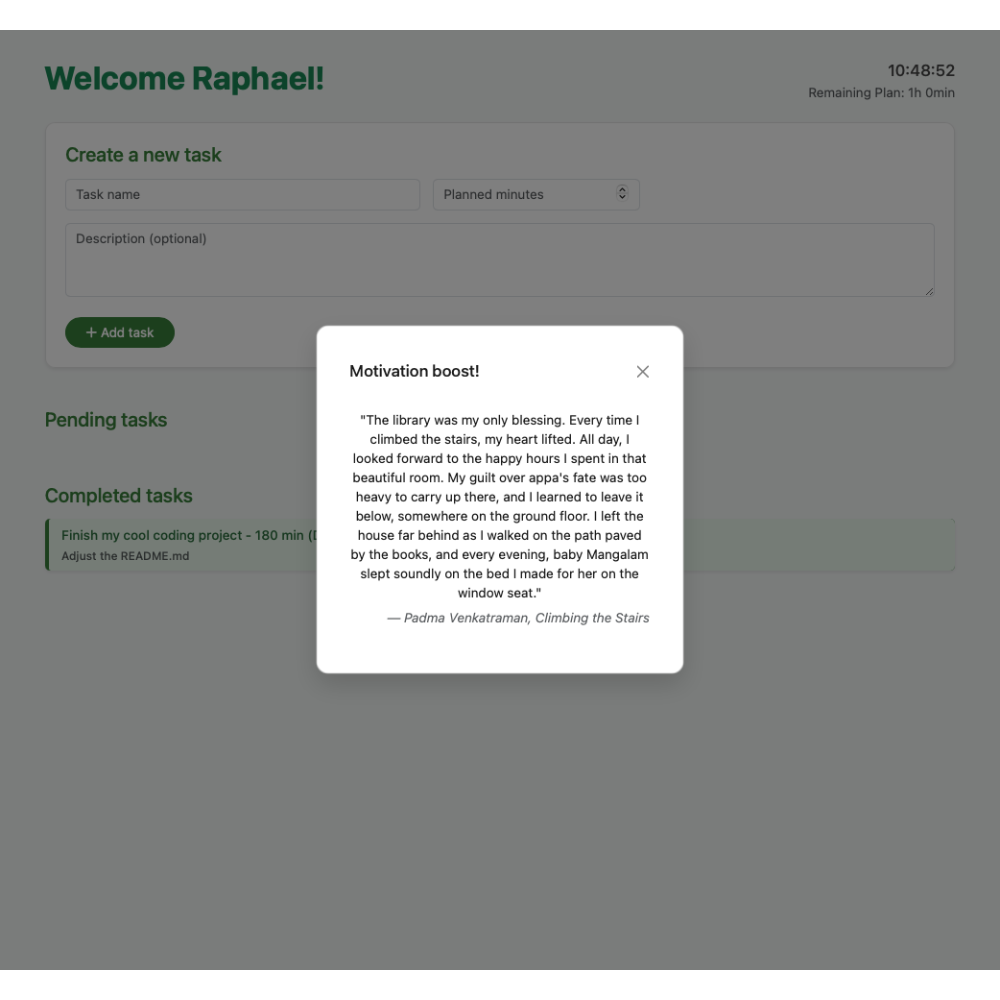 Welcome Raphael!
10:48:52
Remaining Plan: 1h 0min
Create a new task
Task name
Planned minutes
Description (optional)
+ Add task
Motivation boost!
"The library was my only blessing. Every time I
climbed the stairs, my heart lifted. All day, I
looked forward to the happy hours I spent in that
beautiful room. My guilt over appa's fate was too
heavy to carry up there, and I learned to leave it
below, somewhere on the ground floor. I left the
house far behind as I walked on the path paved
by the books, and every evening, baby Mangalam
slept soundly on the bed I made for her on the
window seat."
— Padma Venkatraman, Climbing the Stairs
Pending tasks
Completed tasks
Finish my cool coding project - 180 min (
Adjust the README.md